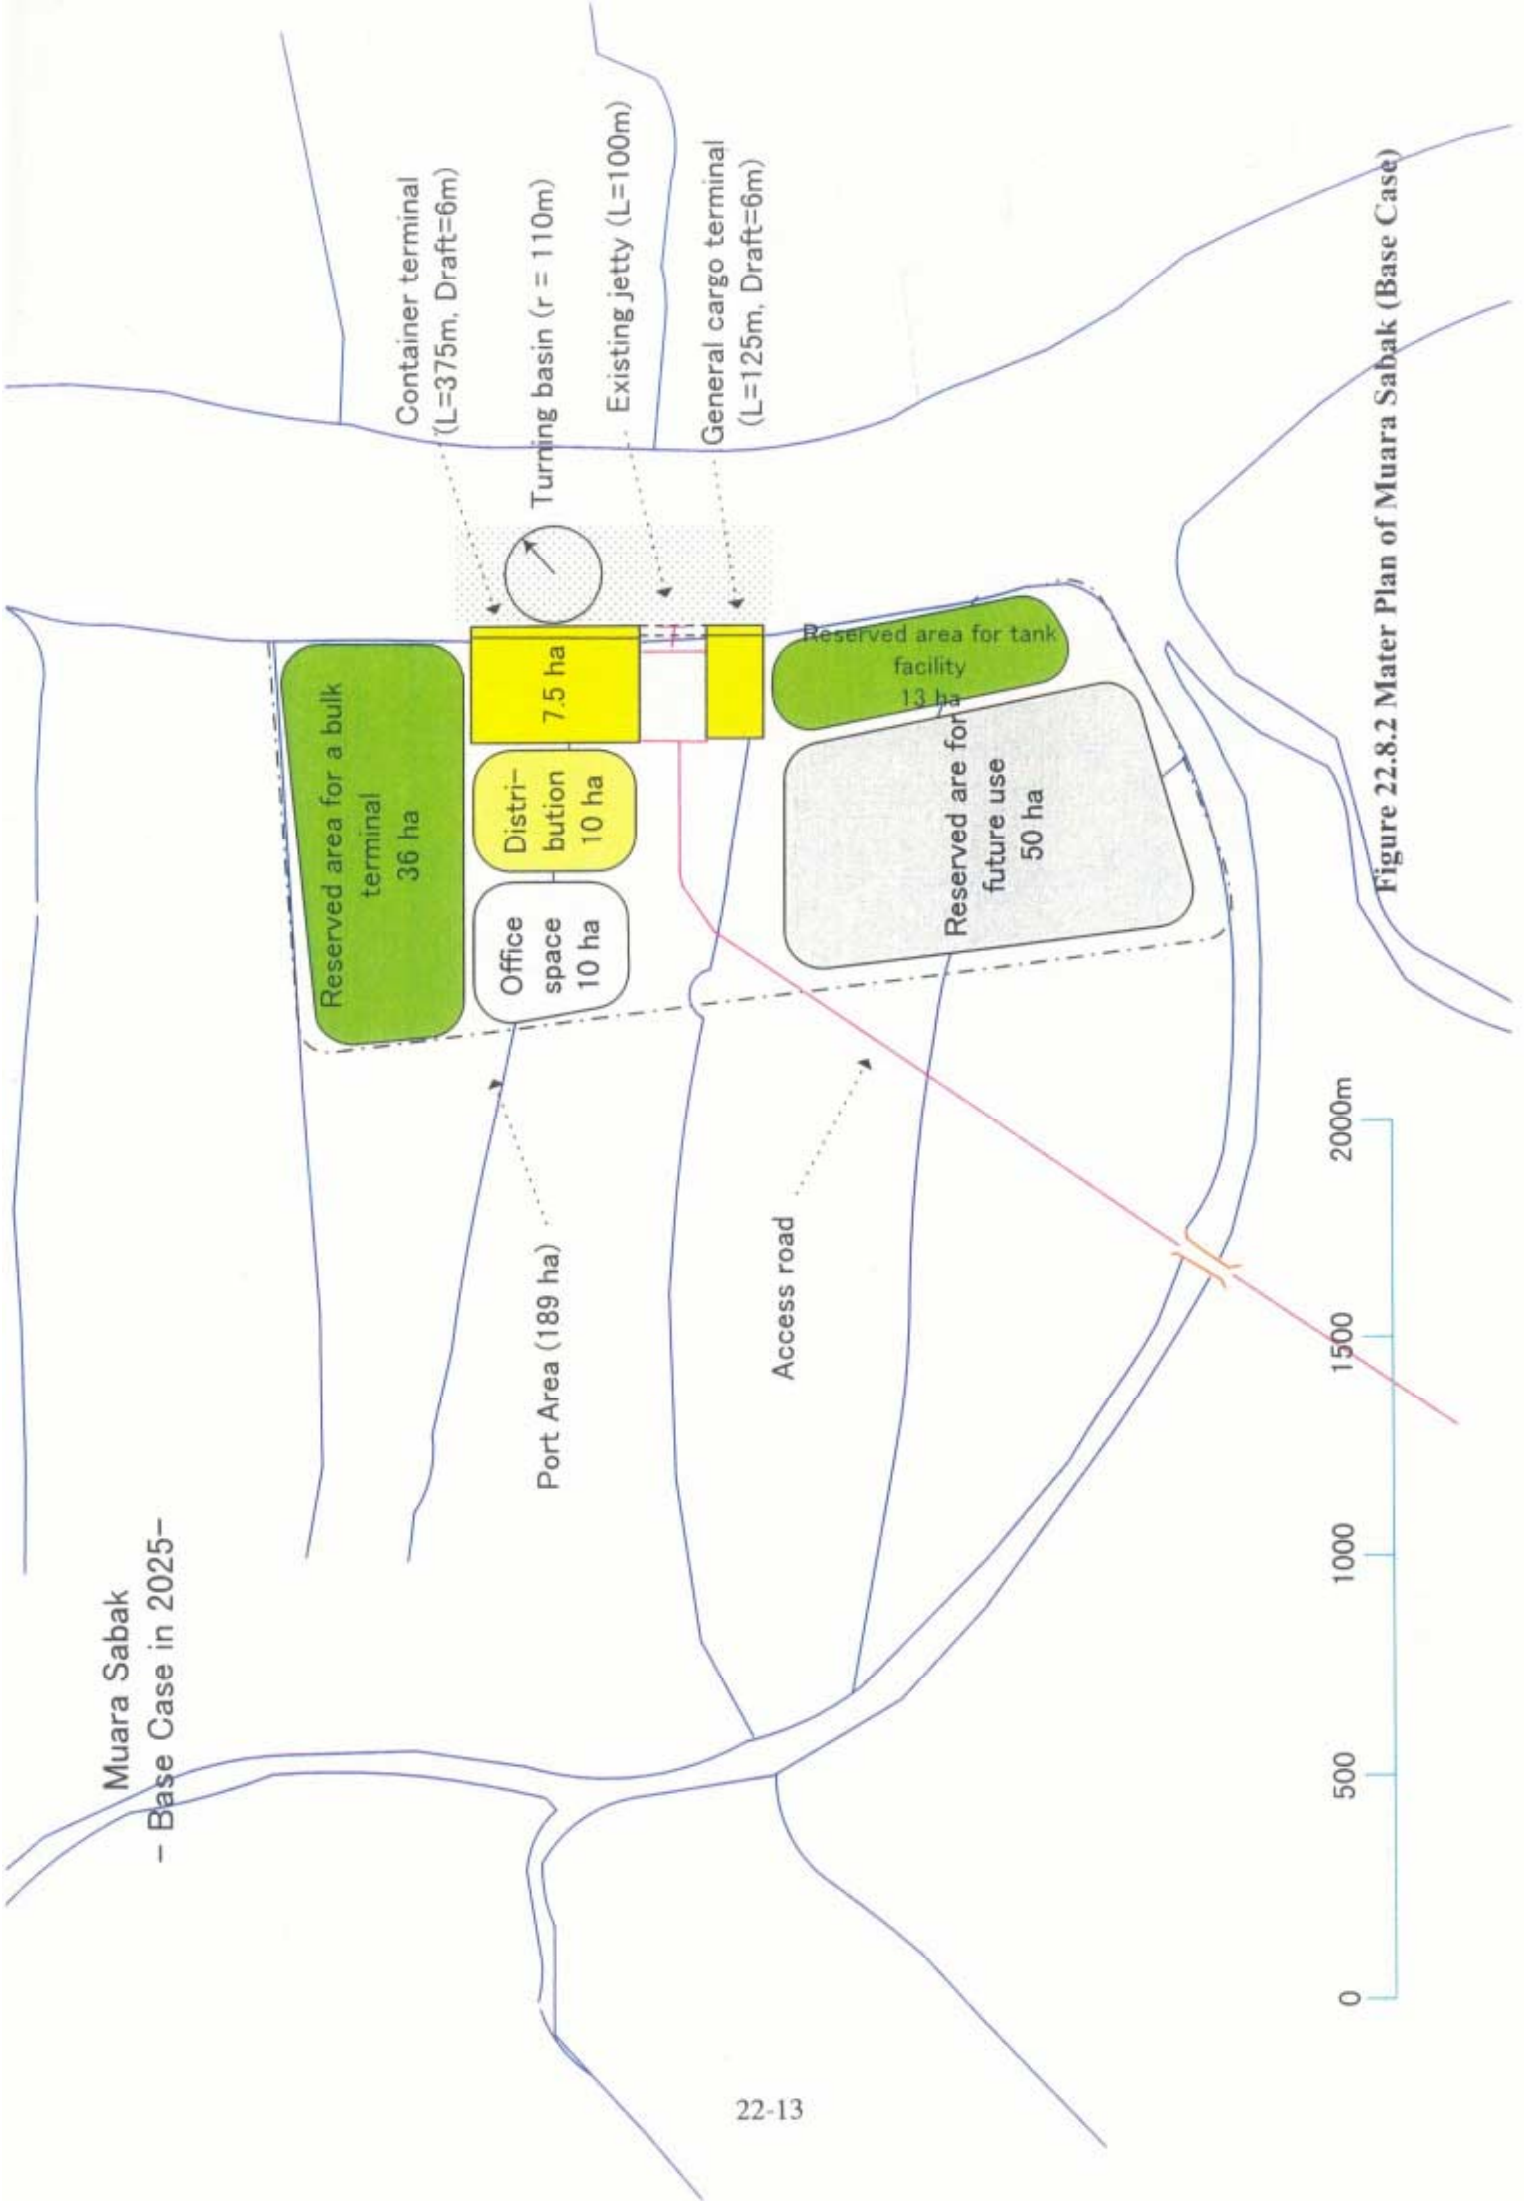 Muara Sabak
– Base Case in 2025–
Container terminal
(L=375m, Draft=6m)
Turning basin (r = 110m)
Existing jetty (L=100m)
General cargo terminal
(L=125m, Draft=6m)
Reserved area for a bulk
terminal
36 ha
Office
space
10 ha
Distri–
bution
10 ha
7.5 ha
Reserved area for tank
facility
13 ha
Reserved are for
future use
50 ha
Port Area (189 ha)
Access road
0
500
1000
1500
2000m
Figure 22.8.2 Mater Plan of Muara Sabak (Base Case)
22-13